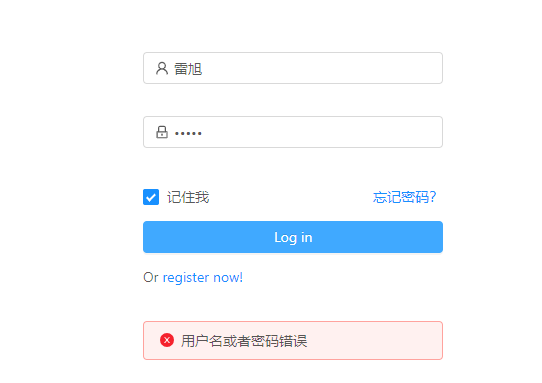 雷旭
•••••
记住我 忘记密码?
Log in
Or register now!
用户名或者密码错误